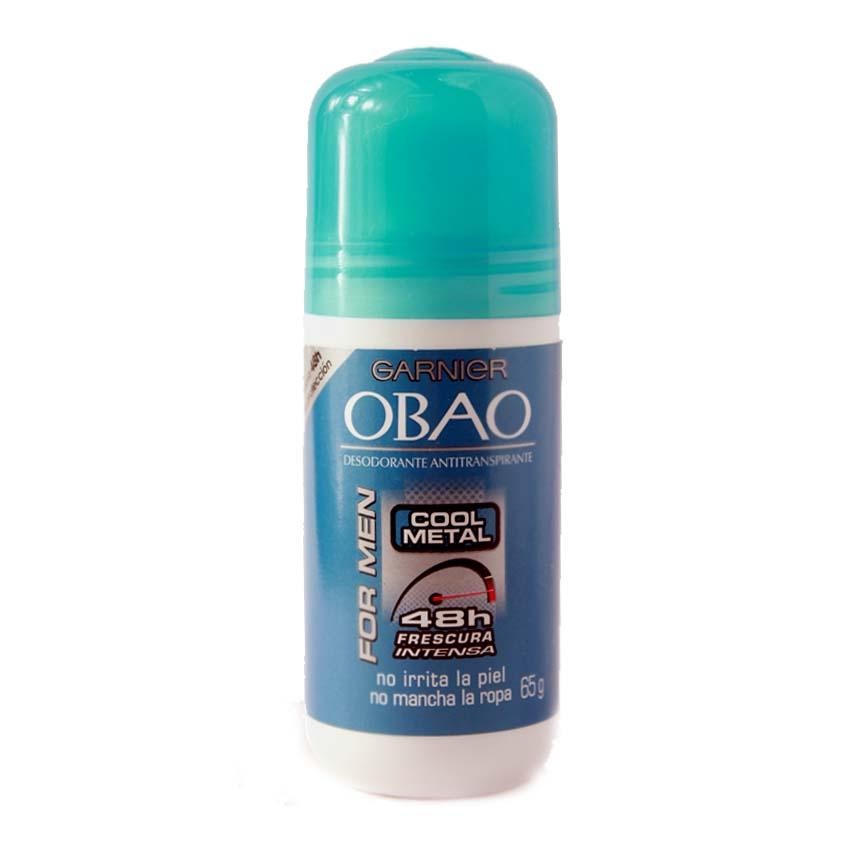 48h
GARNIER
OBAO
DESODORANTE ANTITRANSPIRANTE
FOR MEN
COOL
METAL
48h
FRESCURA
INTENSA
no irrita la piel
no mancha la ropa 65g